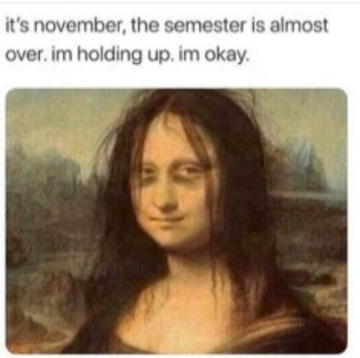 it's november, the semester is almost
over. im holding up. im okay.